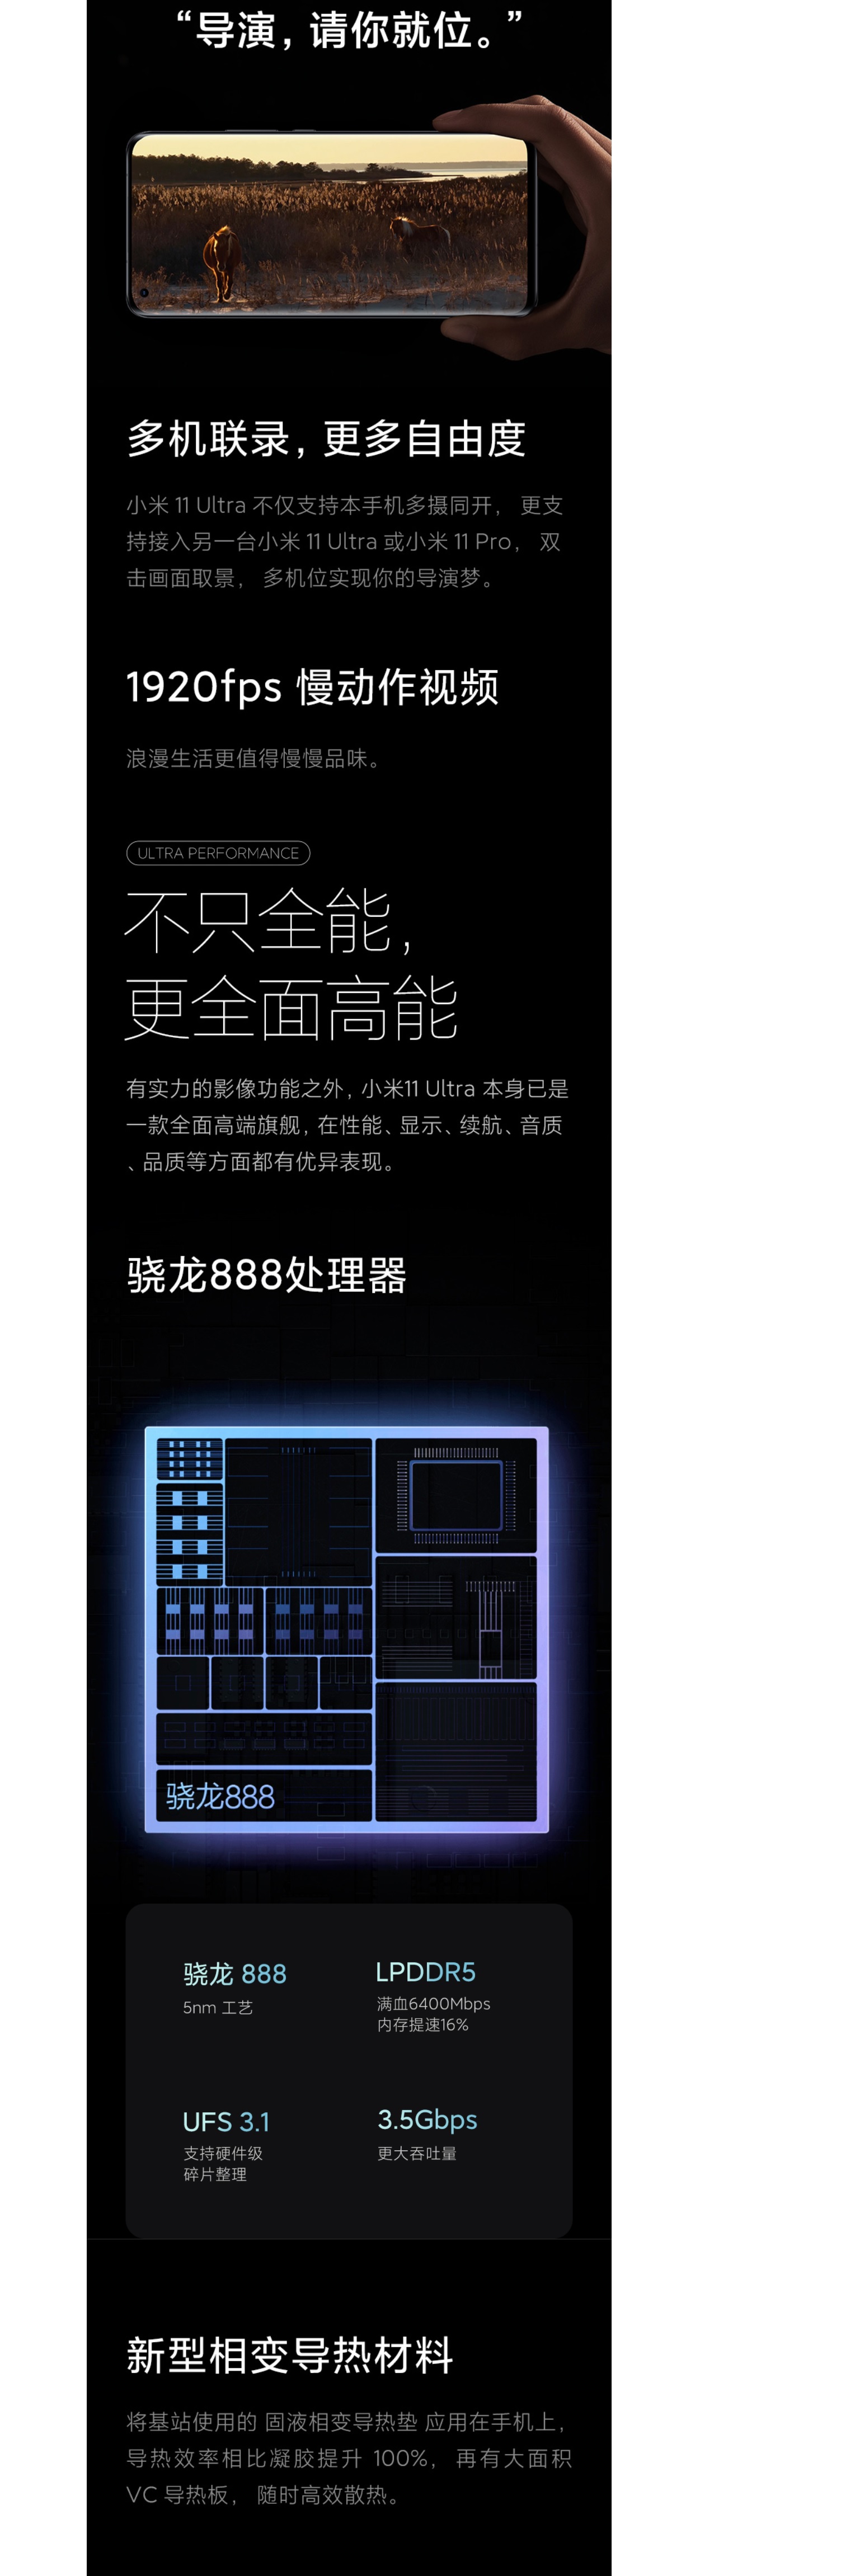 “导演，请你就位。”
多机联录，更多自由度
小米 11 Ultra 不仅支持本手机多摄同开， 更支
持接入另一台小米 11 Ultra 或小米 11 Pro， 双
击画面取景， 多机位实现你的导演梦。
1920fps 慢动作视频
浪漫生活更值得慢慢品味。
ULTRA PERFORMANCE
不只全能，
更全面高能
有实力的影像功能之外，小米11 Ultra 本身已是
一款全面高端旗舰，在性能、显示、续航、音质
、品质等方面都有优异表现。
骁龙888处理器
骁龙888
骁龙 888
5nm 工艺
LPDDR5
满血6400Mbps
内存提速16%
UFS 3.1
支持硬件级
碎片整理
3.5Gbps
更大吞吐量
新型相变导热材料
将基站使用的 固液相变导热垫 应用在手机上，
导热效率相比凝胶提升 100%， 再有大面积
VC 导热板， 随时高效散热。